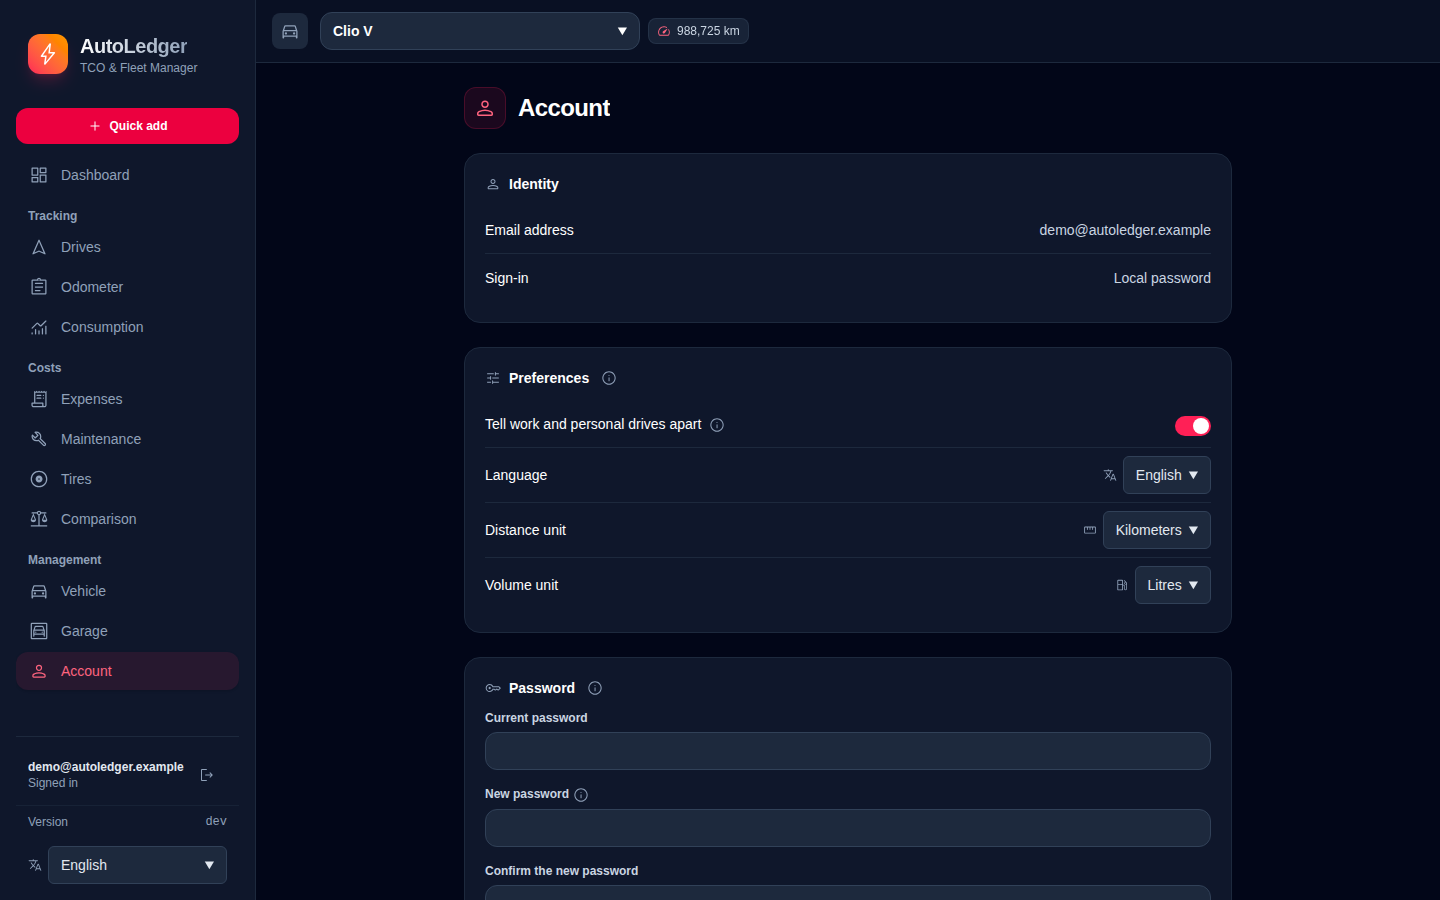 AutoLedger
TCO & Fleet Manager
Quick add
Dashboard
Tracking
Drives
Odometer
Consumption
Costs
Expenses
Maintenance
Tires
Comparison
Management
Vehicle
Garage
Account
demo@autoledger.example
Signed in
Version dev
English
Clio V
988,725 km
Account
Identity
Email address demo@autoledger.example
Sign-in Local password
Preferences
Tell work and personal drives apart
Language English
Distance unit Kilometers
Volume unit Litres
Password
Current password
New password
Confirm the new password